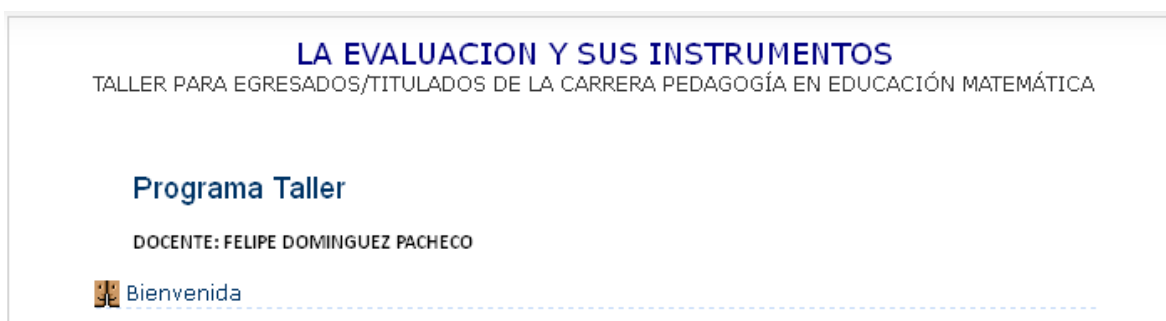 LA EVALUACION Y SUS INSTRUMENTOS
TALLER PARA EGRESADOS/TITULADOS DE LA CARRERA PEDAGOGÍA EN EDUCACIÓN MATEMÁTICA
Programa Taller
DOCENTE: FELIPE DOMINGUEZ PACHECO
Bienvenida